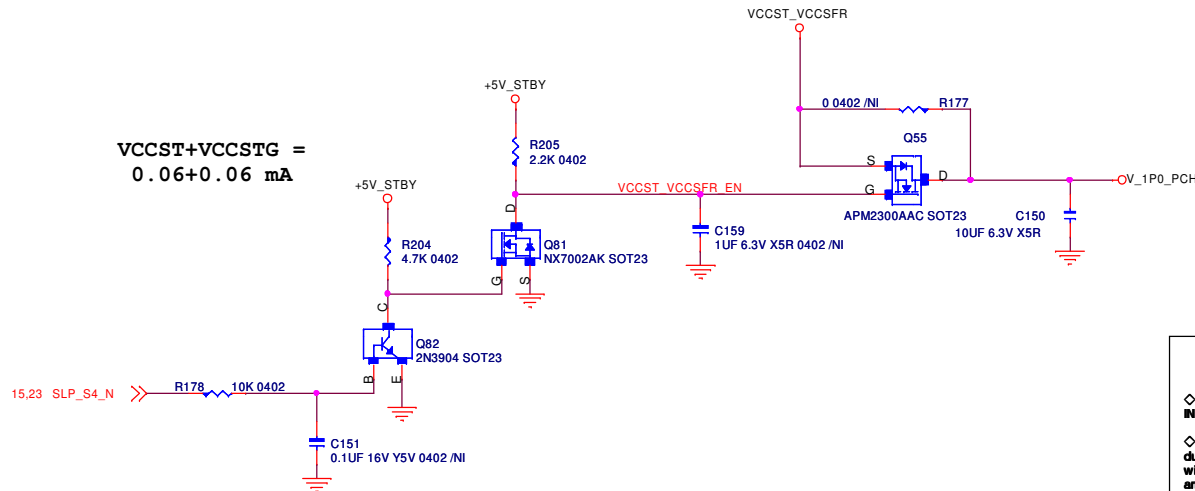 VCCST_VCCSFR
+5V_STBY
0 0402 /NI
R177
VCCST+VCCSTG =
0.06+0.06 mA
R205
2.2K 0402
Q55
S
D
G
VCCST_VCCSFR_EN
V_1P0_PCH
+5V_STBY
D
APM2300AAC SOT23
C159
1UF 6.3V X5R 0402 /NI
C150
10UF 6.3V X5R
R204
4.7K 0402
Q81
NX7002AK SOT23
G
S
C
Q82
2N3904 SOT23
B
E
15,23 SLP_S4_N
R178
10K 0402
C151
0.1UF 16V Y5V 0402 /NI
◇
IN
◇
du
wi
an